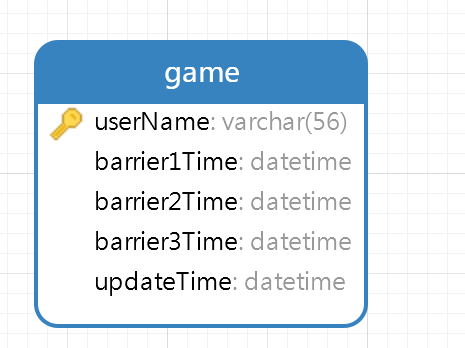 game
userName: varchar(56)
barrier1Time: datetime
barrier2Time: datetime
barrier3Time: datetime
updateTime: datetime